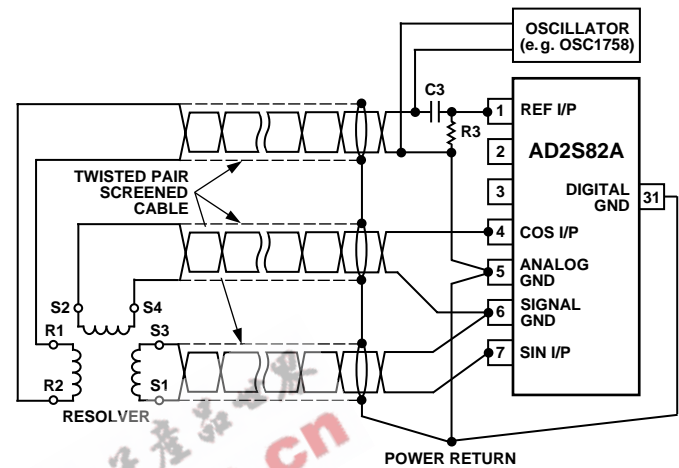 OSCILLATOR
(e.g. OSC1758)
C3
1
REF I/P
R3
2
AD2S82A
TWISTED PAIR
SCREENED
CABLE
3
DIGITAL
GND
31
4
COS I/P
5
ANALOG
GND
S2
S4
6
SIGNAL
GND
R1
S3
7
SIN I/P
R2
S1
RESOLVER
POWER RETURN
cn